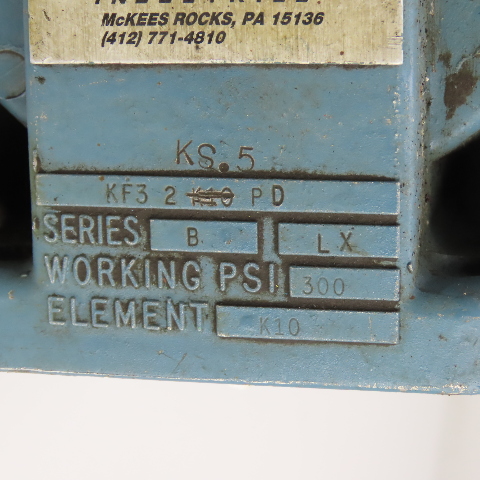 McKEES ROCKS, PA 15136
(412) 771-4810
KS.5
KF3 2 K10 PD
SERIES B LX
WORKING PSI 300
ELEMENT K10